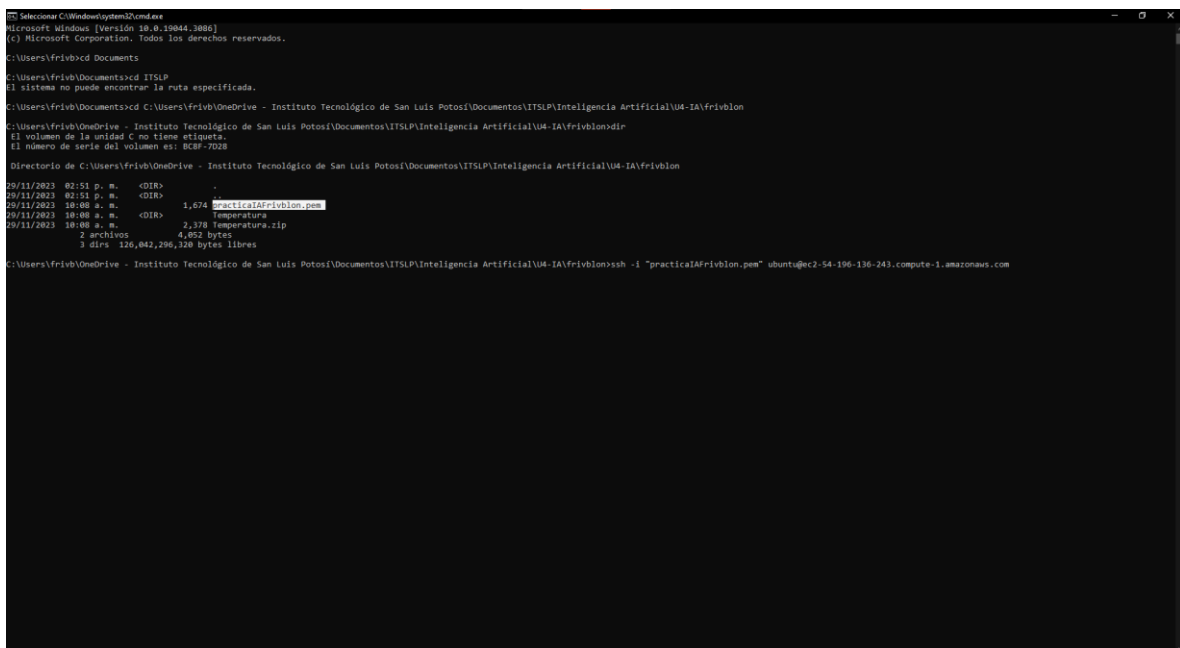 Seleccionar C:\Windows\system32\cmd.exe
Microsoft Windows [Versión 10.0.19044.3086]
(c) Microsoft Corporation. Todos los derechos reservados.
C:\Users\frivb>cd Documents
C:\Users\frivb\Documents>cd ITSLP
El sistema no puede encontrar la ruta especificada.
C:\Users\frivb\Documents>cd C:\Users\frivb\OneDrive - Instituto Tecnológico de San Luis Potosí\Documentos\ITSLP\Inteligencia Artificial\U4-IA\frivblon
C:\Users\frivb\OneDrive - Instituto Tecnológico de San Luis Potosí\Documentos\ITSLP\Inteligencia Artificial\U4-IA\frivblon>dir
El volumen de la unidad C no tiene etiqueta.
El número de serie del volumen es: BC8F-7D28
Directorio de C:\Users\frivb\OneDrive - Instituto Tecnológico de San Luis Potosí\Documentos\ITSLP\Inteligencia Artificial\U4-IA\frivblon
29/11/2023 02:51 p. m. <DIR> .
29/11/2023 02:51 p. m. <DIR> ..
29/11/2023 10:08 a. m. 1,674 practicaIAFrivblon.pem
29/11/2023 10:08 a. m. <DIR> Temperatura
29/11/2023 10:08 a. m. 2,378 Temperatura.zip
2 archivos 4,052 bytes
3 dirs 126,042,296,320 bytes libres
C:\Users\frivb\OneDrive - Instituto Tecnológico de San Luis Potosí\Documentos\ITSLP\Inteligencia Artificial\U4-IA\frivblon>ssh -i "practicaIAFrivblon.pem" ubuntu@ec2-54-196-136-243.compute-1.amazonaws.com